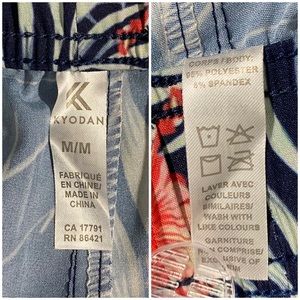 KYODAN
M/M
FABRIQUÉ
EN CHINE/
MADE IN
CHINA
CA 17791
RN 86421
CORPS / BODY:
95% POLYESTER
5% SPANDEX
LAVER AVEC
COULEURS
SIMILAIRES/
WASH WITH
LIKE COLOURS
GARNITURE
NON COMPRISE/
EXCLUSIVE OF
TRIM